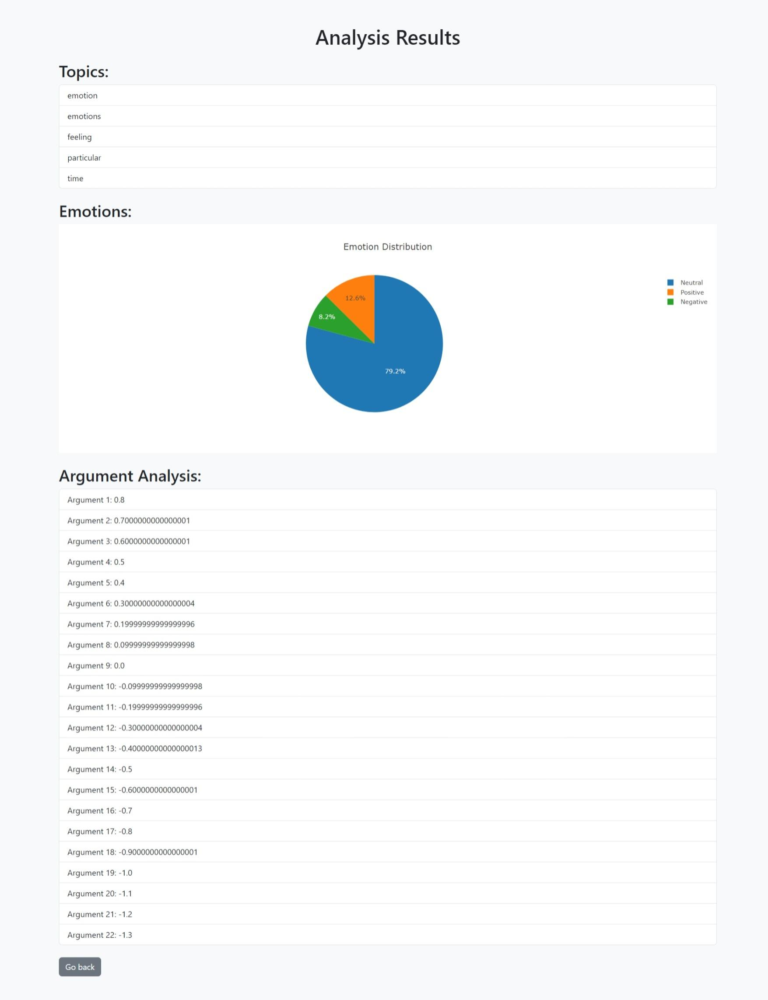 Analysis Results
Topics:
emotion
emotions
feeling
particular
time
Emotions:
Emotion Distribution
Neutral
Positive
Negative
12.6%
8.2%
79.2%
Argument Analysis:
Argument 1: 0.8
Argument 2: 0.7000000000000001
Argument 3: 0.6000000000000001
Argument 4: 0.5
Argument 5: 0.4
Argument 6: 0.30000000000000004
Argument 7: 0.19999999999999996
Argument 8: 0.09999999999999998
Argument 9: 0.0
Argument 10: -0.09999999999999998
Argument 11: -0.19999999999999996
Argument 12: -0.30000000000000004
Argument 13: -0.40000000000000013
Argument 14: -0.5
Argument 15: -0.6000000000000001
Argument 16: -0.7
Argument 17: -0.8
Argument 18: -0.9000000000000001
Argument 19: -1.0
Argument 20: -1.1
Argument 21: -1.2
Argument 22: -1.3
Go back